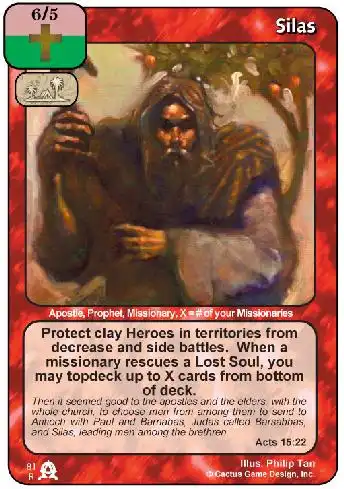 6/5
Silas
Apostle, Prophet, Missionary, X = # of your Missionaries
Protect clay Heroes in territories from
decrease and side battles. When a
missionary rescues a Lost Soul, you
may topdeck up to X cards from bottom
of deck.
Then it seemed good to the apostles and the elders, with the
whole church, to choose men from among them to send to
Antioch with Paul and Barnabas, Judas called Barsabbas,
and Silas, leading men among the brethren
Acts 15:22
81
R
Illus. Philip Tan
© Cactus Game Design, Inc.